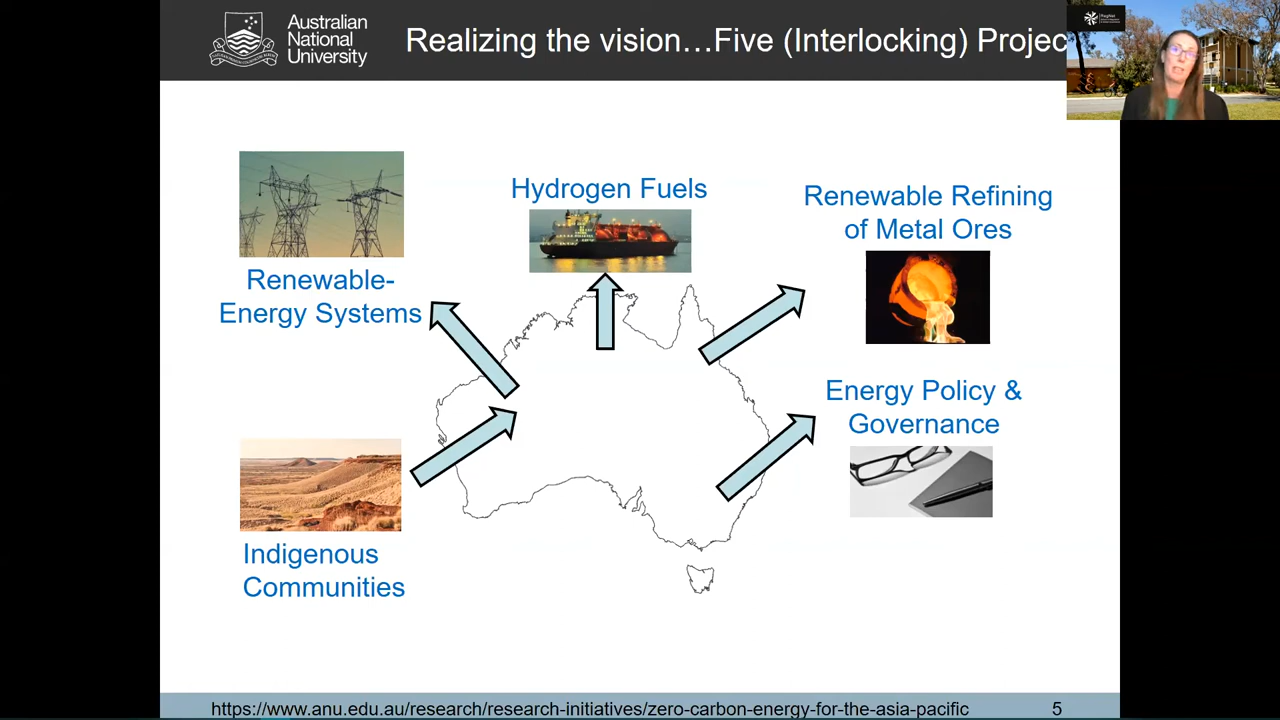 Australian
National
University
Realizing the vision…Five (Interlocking) Projec
RegNet
Hydrogen Fuels
Renewable Refining
of Metal Ores
Renewable-
Energy Systems
Energy Policy &
Governance
Indigenous
Communities
https://www.anu.edu.au/research/research-initiatives/zero-carbon-energy-for-the-asia-pacific
5